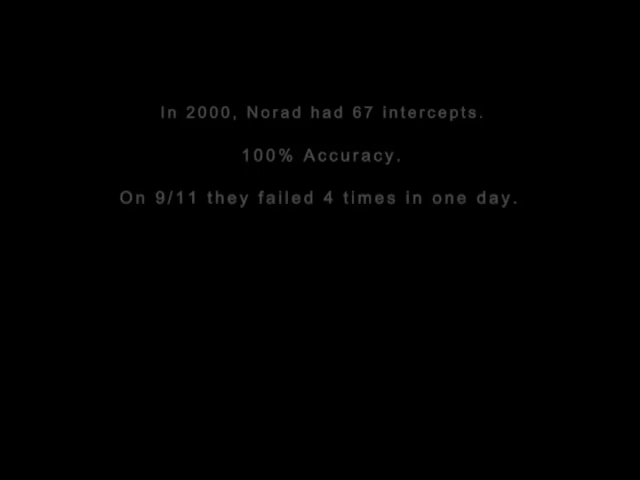 In 2000, Norad had 67 intercepts.
100% Accuracy.
On 9/11 they failed 4 times in one day.